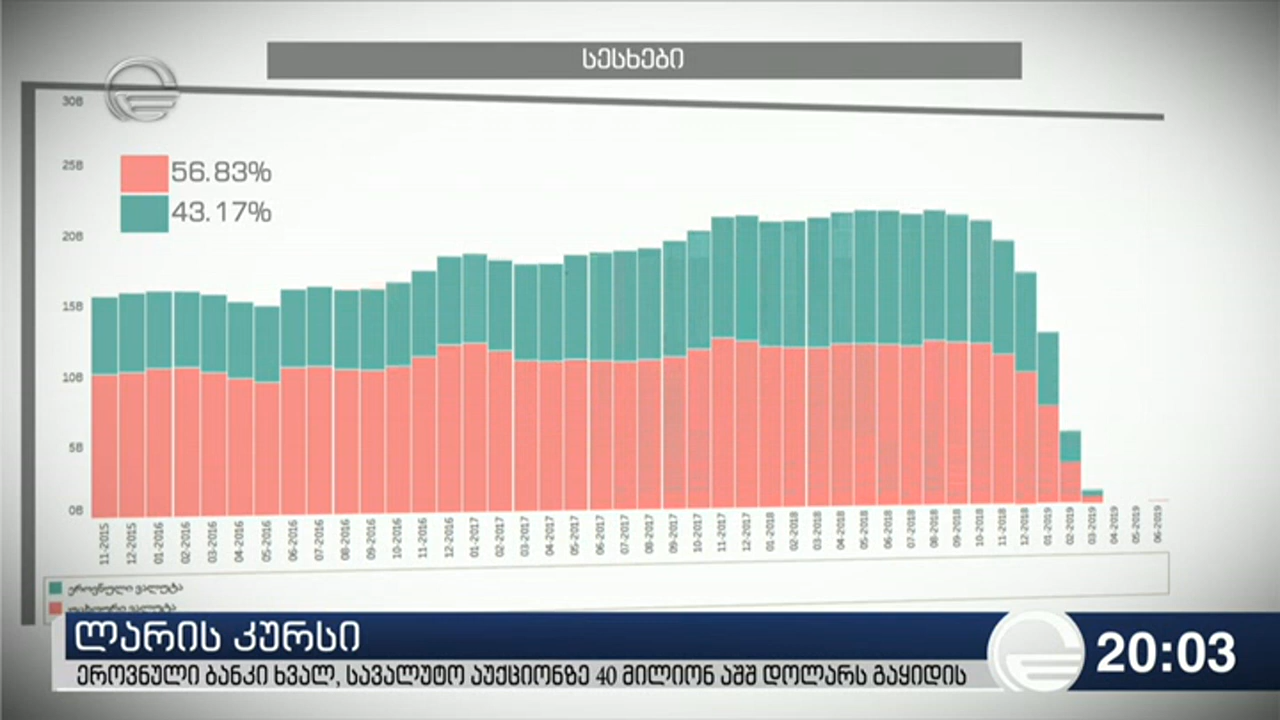 სესხები
30B
56.83%
43.17%
25B
20B
15B
10B
5B
0B
11-2015 12-2015 01-2016 02-2016 03-2016 04-2016 05-2016 06-2016 07-2016 08-2016 09-2016 10-2016 11-2016 12-2016 01-2017 02-2017 03-2017 04-2017 05-2017 06-2017 07-2017 08-2017 09-2017 10-2017 11-2017 12-2017 01-2018 02-2018 03-2018 04-2018 05-2018 06-2018 07-2018 08-2018 09-2018 10-2018 11-2018 12-2018 01-2019 02-2019 03-2019 04-2019 05-2019 06-2019
ეროვნული ვალუტა
ვალუტა
ლარის კურსი
20:03
ეროვნული ბანკი ხვალ, სავალუტო აუქციონზე 40 მილიონ აშშ დოლარს გაყიდის